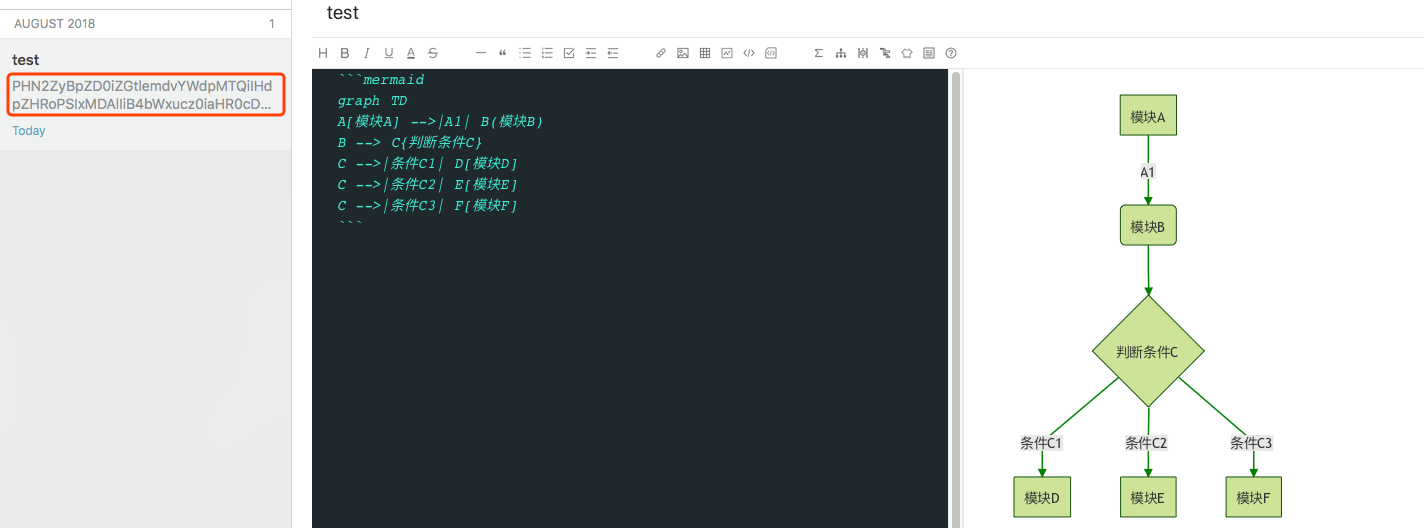 AUGUST 2018 1
test
PHN2ZyBpZD0iZGtlemdvYWdpMTQiIHd
pZHRoPSIxMDAlIiB4bWxucz0iaHR0cD...
Today
test
```mermaid
graph TD
A[模块A] -->|A1| B(模块B)
B --> C{判断条件C}
C -->|条件C1| D[模块D]
C -->|条件C2| E[模块E]
C -->|条件C3| F[模块F]
```
模块A
A1
模块B
判断条件C
条件C1 条件C2 条件C3
模块D 模块E 模块F